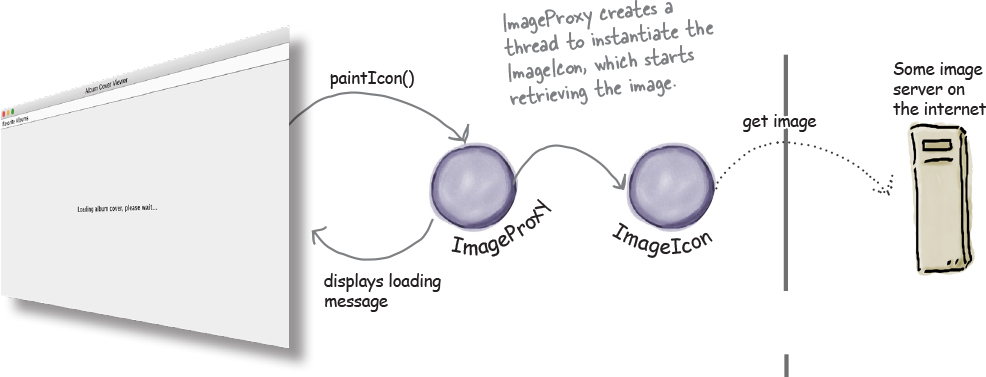 ImageProxy creates a
thread to instantiate the
ImageIcon, which starts
retrieving the image.
Album Cover Viewer
Favorite Albums
Loading album cover, please wait...
paintIcon()
displays loading
message
ImageProxy
ImageIcon
get image
Some image
server on
the internet